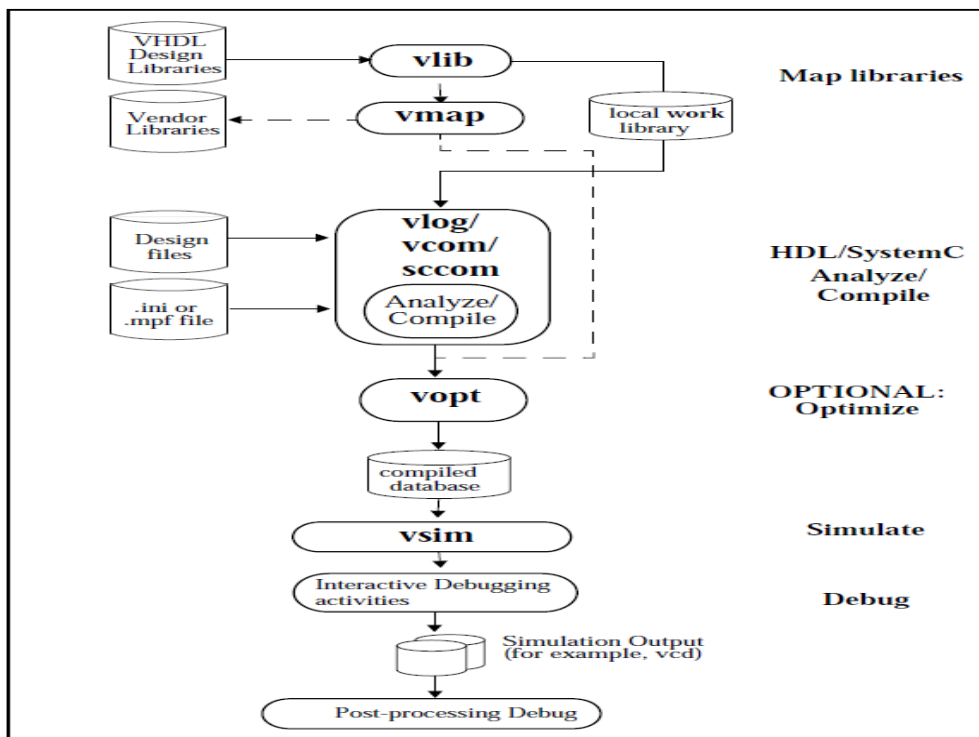 VHDL
Design
Libraries
vlib
Map libraries
Vendor
Libraries
vmap
local work
library
Design
files
.ini or
.mpf file
vlog/
vcom/
sccom
Analyze/
Compile
HDL/SystemC
Analyze/
Compile
vopt
OPTIONAL:
Optimize
compiled
database
vsim
Simulate
Interactive Debugging
activities
Debug
Simulation Output
(for example, vcd)
Post-processing Debug